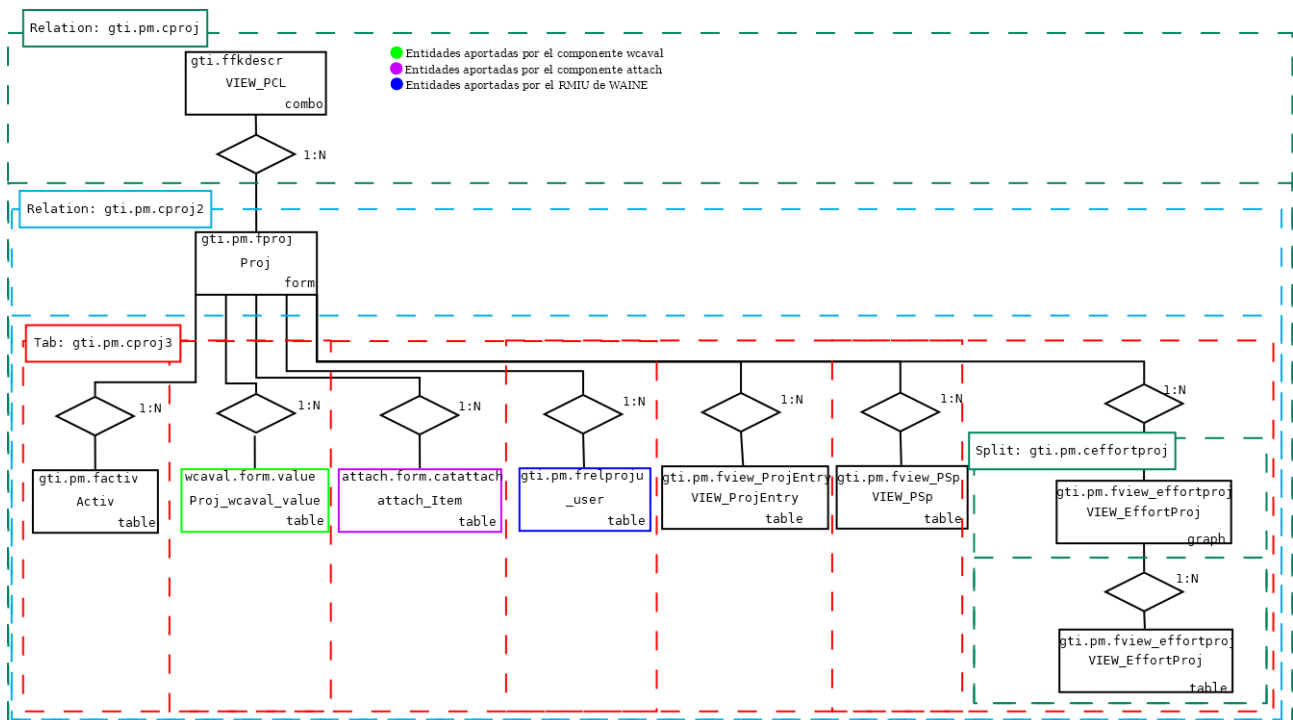 Relation: gti.pm.cproj
Entidades aportadas por el componente wcaval
Entidades aportadas por el componente attach
Entidades aportadas por el RMIU de WAINE
gti.ffkdescr
VIEW_PCL
combo
1:N
Relation: gti.pm.cproj2
gti.pm.fproj
Proj
form
Tab: gti.pm.cproj3
1:N
1:N
1:N
1:N
1:N
1:N
1:N
gti.pm.factiv
Activ
table
wcaval.form.value
Proj_wcaval_value
table
attach.form.catattach
attach_Item
table
gti.pm.frelproju
_user
table
gti.pm.fview_ProjEntry
VIEW_ProjEntry
table
gti.pm.fview_PSp
VIEW_PSp
table
Split: gti.pm.ceffortproj
gti.pm.fview_effortproj
VIEW_EffortProj
graph
1:N
gti.pm.fview_effortproj
VIEW_EffortProj
table